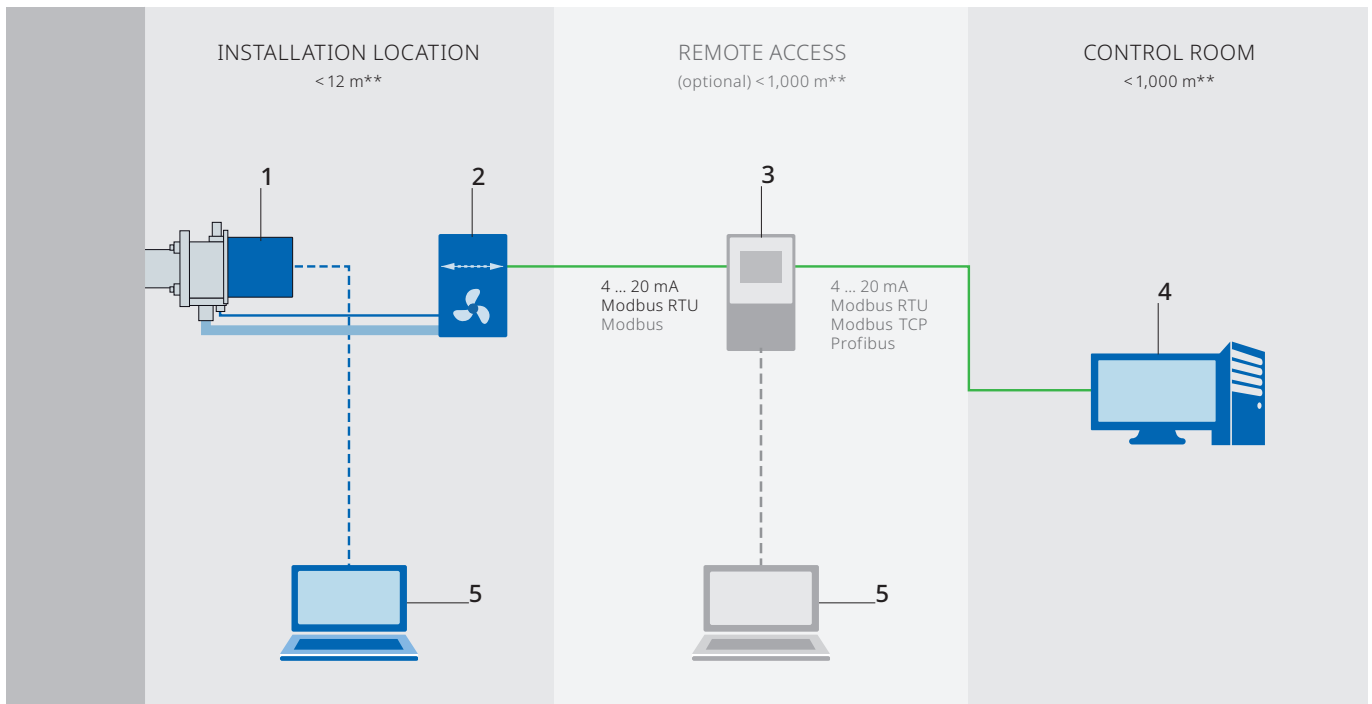 INSTALLATION LOCATION
< 12 m**
REMOTE ACCESS
(optional) < 1,000 m**
CONTROL ROOM
< 1,000 m**
1
2
3
4 ... 20 mA
Modbus RTU
Modbus
4 ... 20 mA
Modbus RTU
Modbus TCP
Profibus
4
5
5